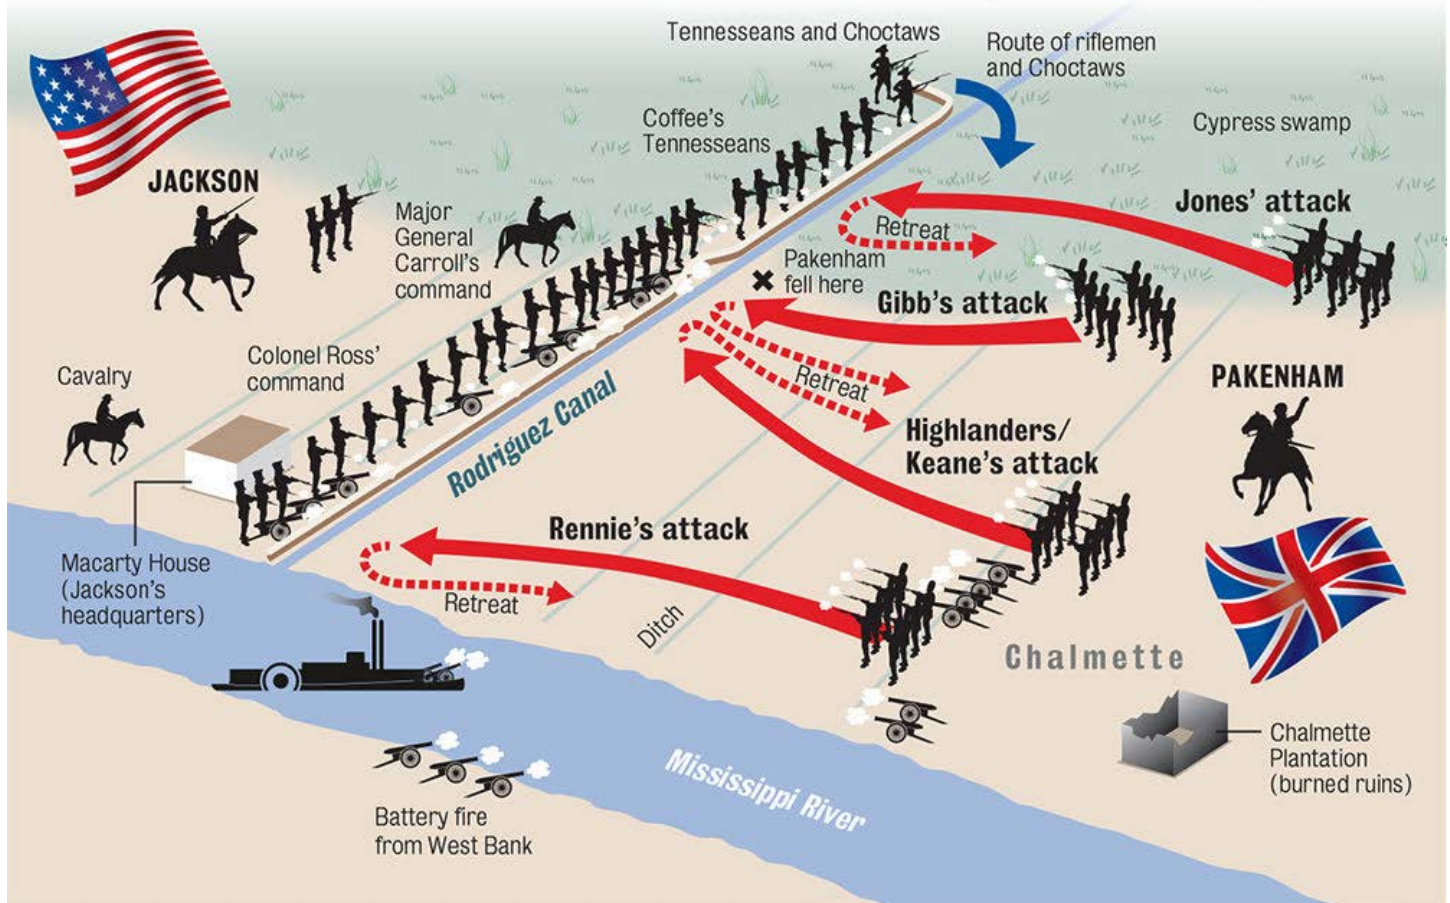 Tennesseans and Choctaws
Route of riflemen
and Choctaws
Coffee's
Tennesseans
Cypress swamp
JACKSON
Major
General
Carroll's
command
Jones' attack
Retreat
Pakenham
fell here
Gibb's attack
Colonel Ross'
command
Cavalry
PAKENHAM
Retreat
Rodriguez Canal
Highlanders/
Keane's attack
Rennie's attack
Macarty House
(Jackson's
headquarters)
Retreat
Ditch
Chalmette
Chalmette
Plantation
(burned ruins)
Mississippi River
Battery fire
from West Bank